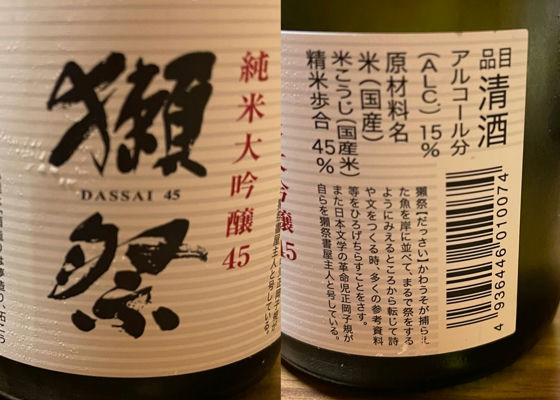 獺祭
DASSAI 45
純米大吟醸45
品目 清酒
アルコール分
(ALC.) 15%
原材料名
米(国産)
米こうじ(国産米)
精米歩合 45%
獺祭[だっさい]かわうそが捕らえ
た魚を岸に並べて、まるで祭をする
ようにみえるところから転じて詩
や文をつくる時、多くの参考資料
等をひろげちらすことをさす。
また日本文学の革命児正岡子規が
自らを獺祭書屋主人と号している。
4 936446 010074
大吟醸45